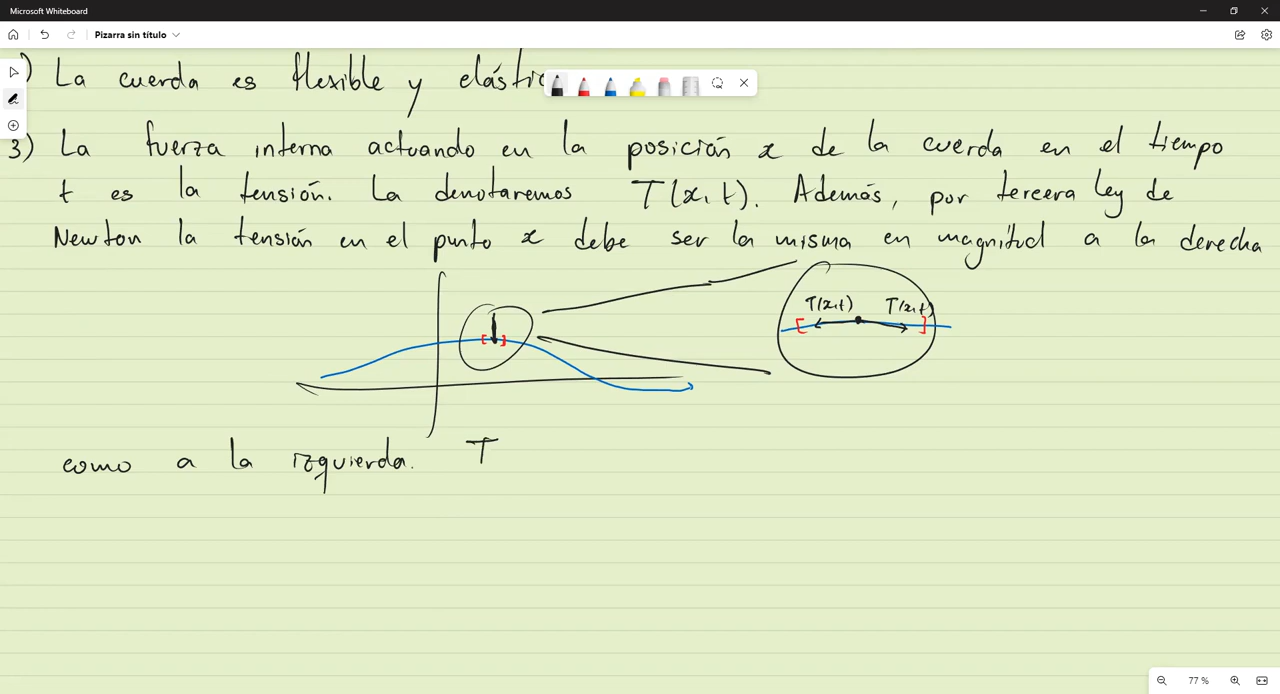 Microsoft Whiteboard
Pizarra sin título
) La cuerda es flexible y
3) La fuerza interna actuando en la posición x de la cuerda en el tiempo
t es la tensión. La denotaremos T(x, t). Además, por tercera ley de
Newton la tensión en el punto x debe ser la misma en magnitud a la derecha
T(x,t) T(x,t)
[ ] [ ]
como a la izquierda. T
77 %